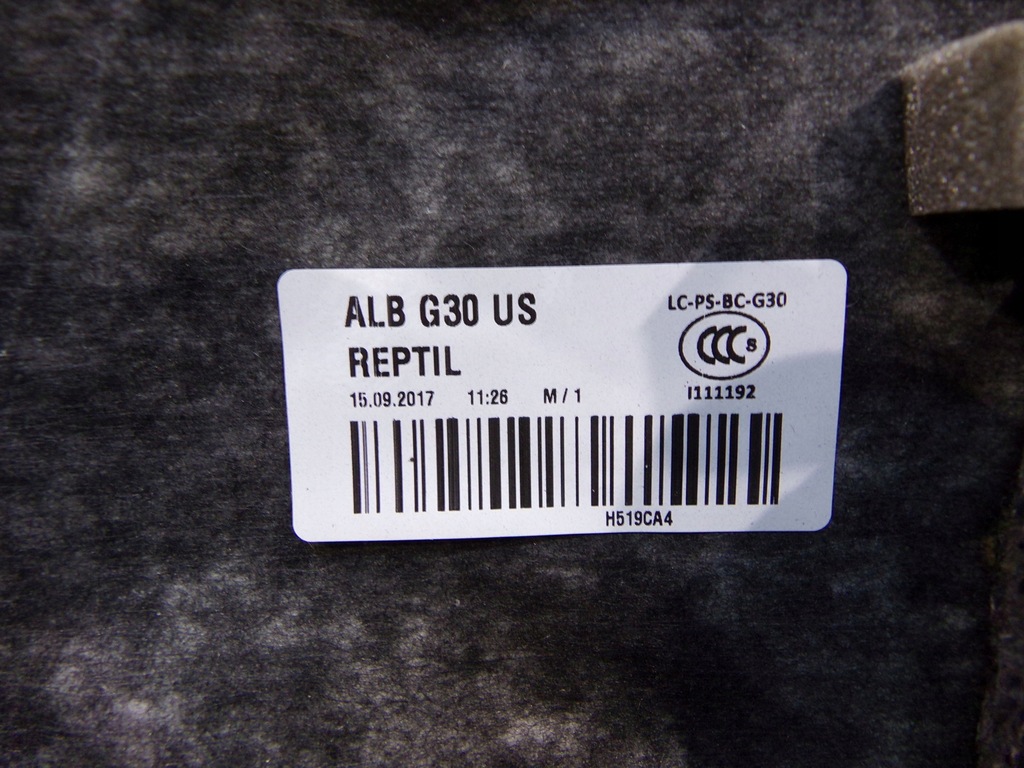 ALB G30 US
REPTIL
15.09.2017 11:26 M / 1
LC-PS-BC-G30
CCC S
I111192
H519CA4